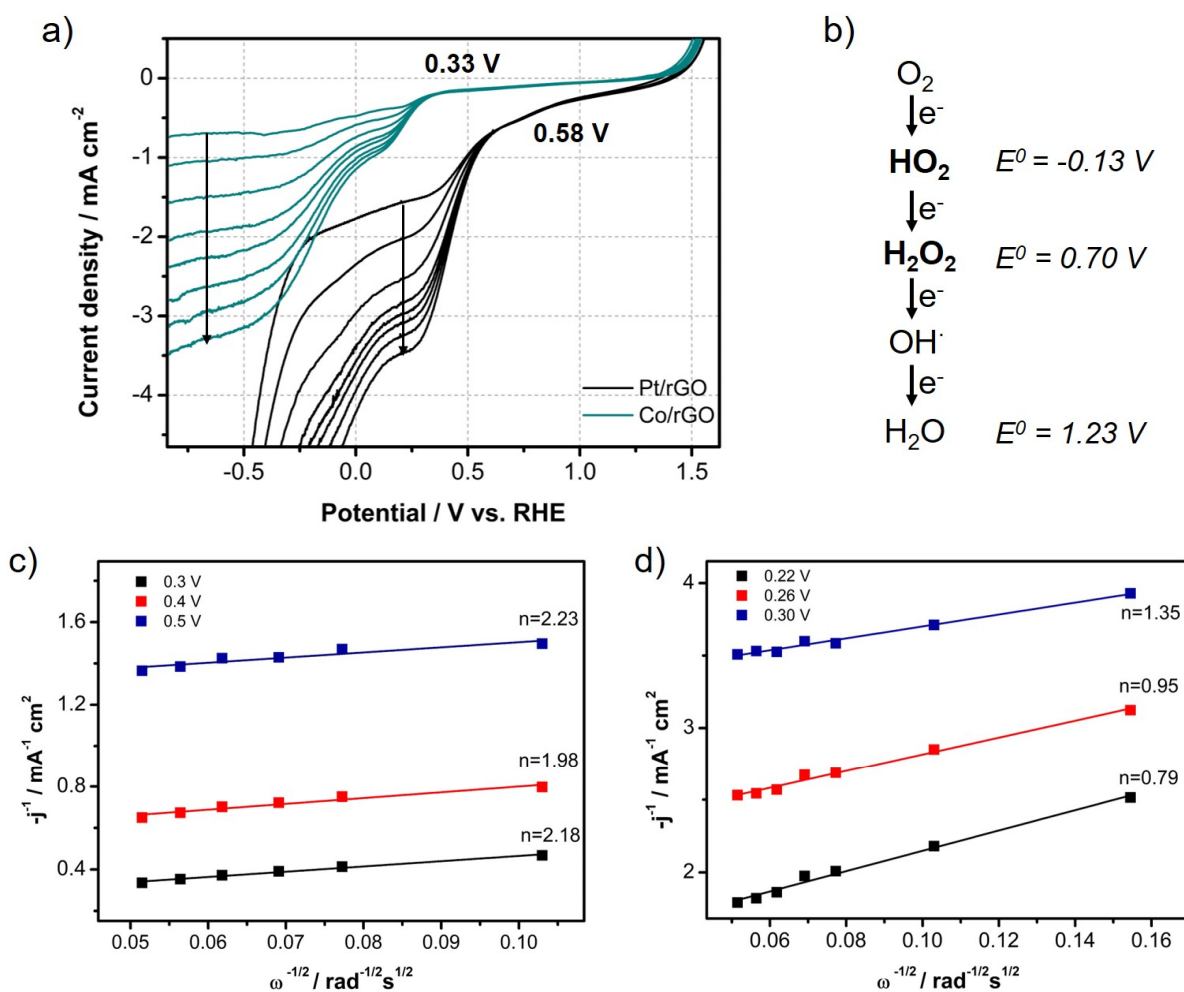 a)
0.33 V
0.58 V
0
-1
-2
-3
-4
Current density / mA cm⁻²
Pt/rGO
Co/rGO
-0.5 0.0 0.5 1.0 1.5
Potential / V vs. RHE
b)
O₂
e⁻
HO₂ E⁰ = -0.13 V
e⁻
H₂O₂ E⁰ = 0.70 V
e⁻
OH·
e⁻
H₂O E⁰ = 1.23 V
c)
0.3 V
0.4 V
0.5 V
n=2.23
n=1.98
n=2.18
1.6
1.2
0.8
0.4
-j⁻¹ / mA⁻¹ cm²
0.05 0.06 0.07 0.08 0.09 0.10
ω⁻¹/² / rad⁻¹/²s¹/²
d)
0.22 V
0.26 V
0.30 V
n=1.35
n=0.95
n=0.79
4
3
2
-j⁻¹ / mA⁻¹ cm²
0.06 0.08 0.10 0.12 0.14 0.16
ω⁻¹/² / rad⁻¹/²s¹/²